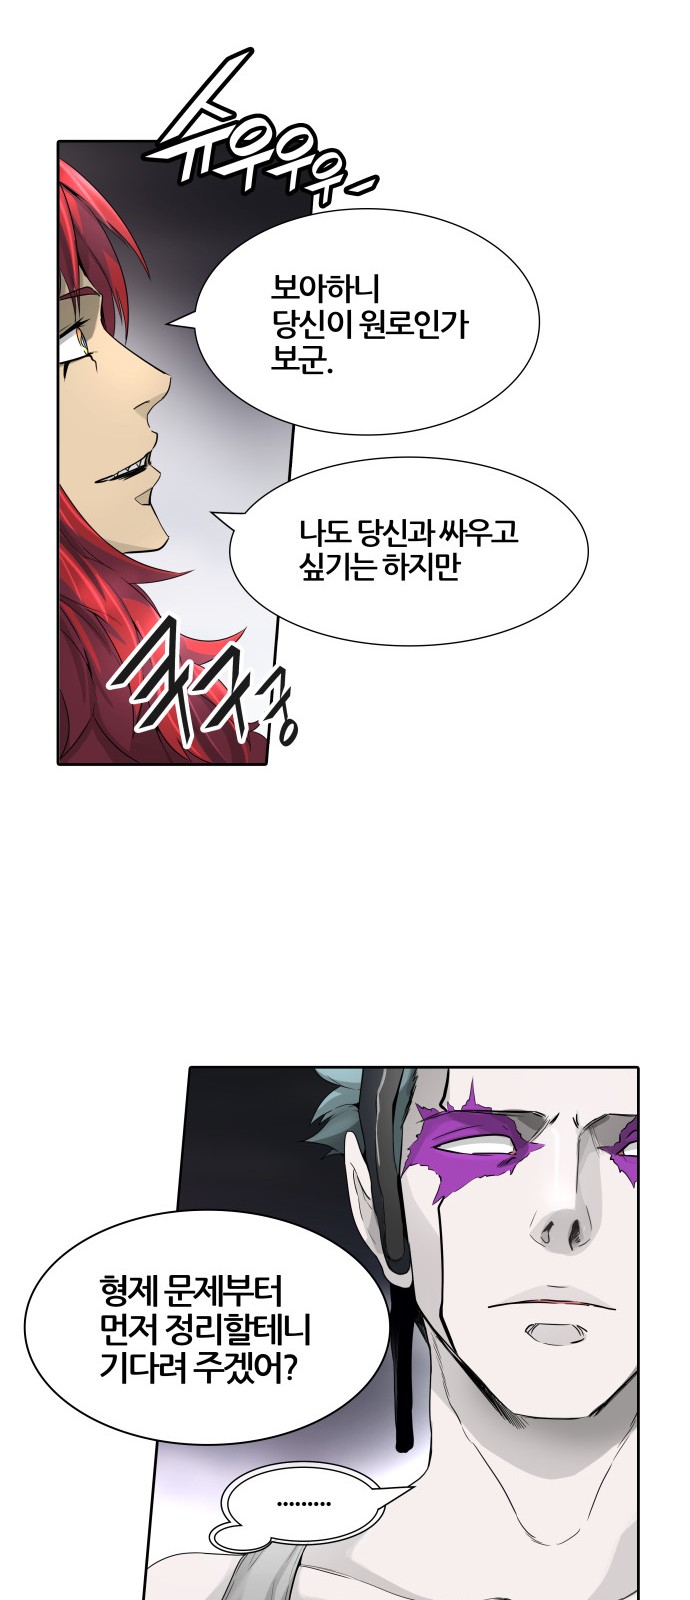 슈우우우~
보아하니
당신이 원로인가
보군.
나도 당신과 싸우고
싶기는 하지만
쿠구궁
형제 문제부터
먼저 정리할테니
기다려 주겠어?
.........